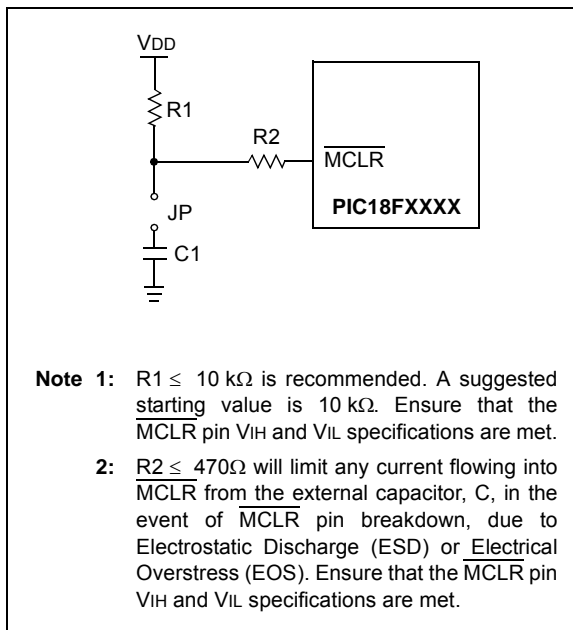 VDD
R1
R2
MCLR
PIC18FXXXX
JP
C1
Note 1: R1 ≤ 10 kΩ is recommended. A suggested
starting value is 10 kΩ. Ensure that the
MCLR pin VIH and VIL specifications are met.
2: R2 ≤ 470Ω will limit any current flowing into
MCLR from the external capacitor, C, in the
event of MCLR pin breakdown, due to
Electrostatic Discharge (ESD) or Electrical
Overstress (EOS). Ensure that the MCLR pin
VIH and VIL specifications are met.